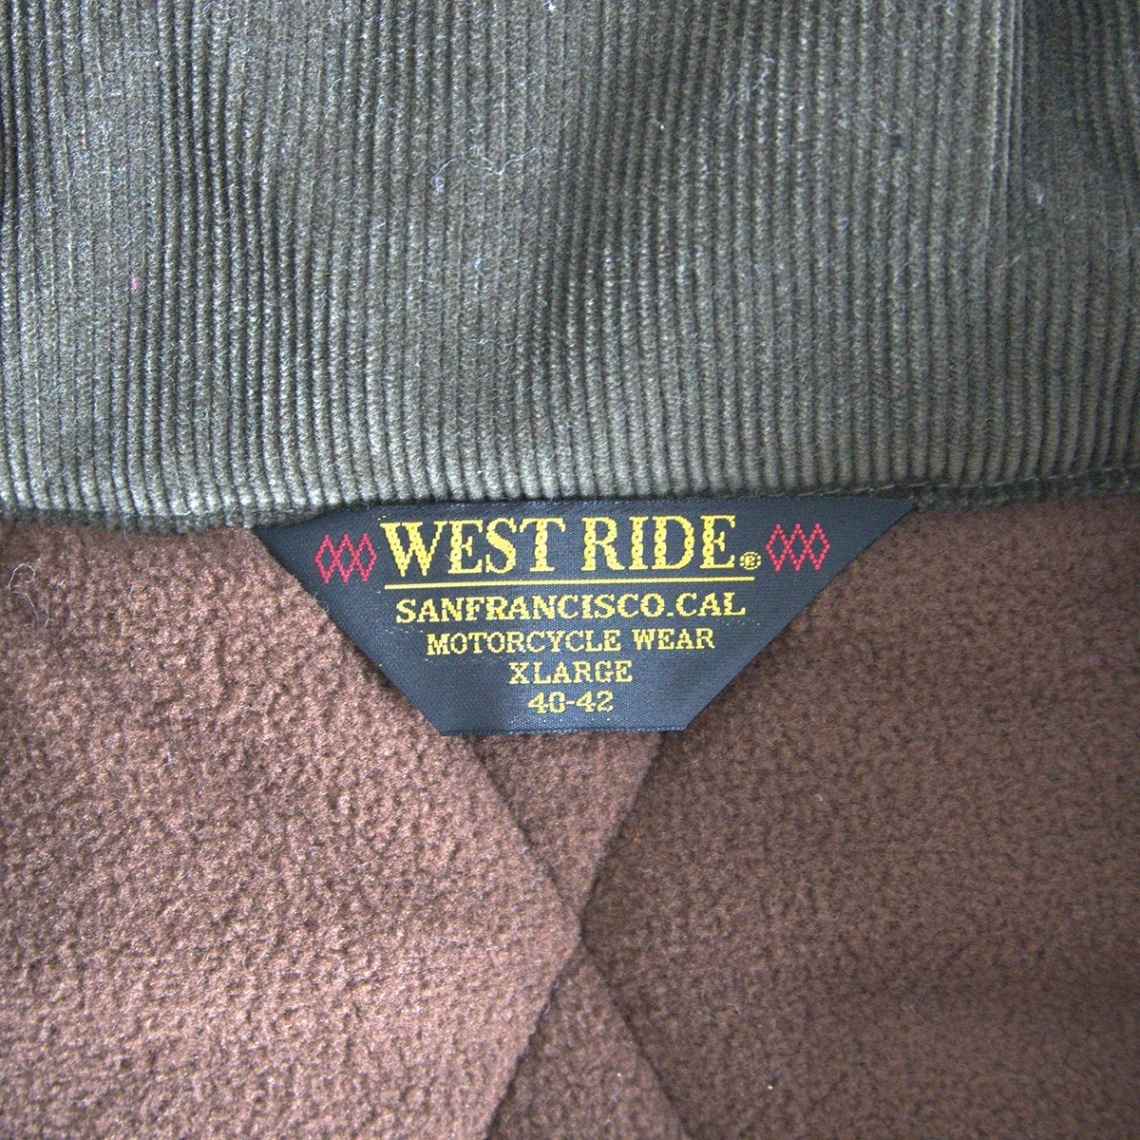 WEST RIDE®
SANFRANCISCO.CAL
MOTORCYCLE WEAR
XLARGE
40-42